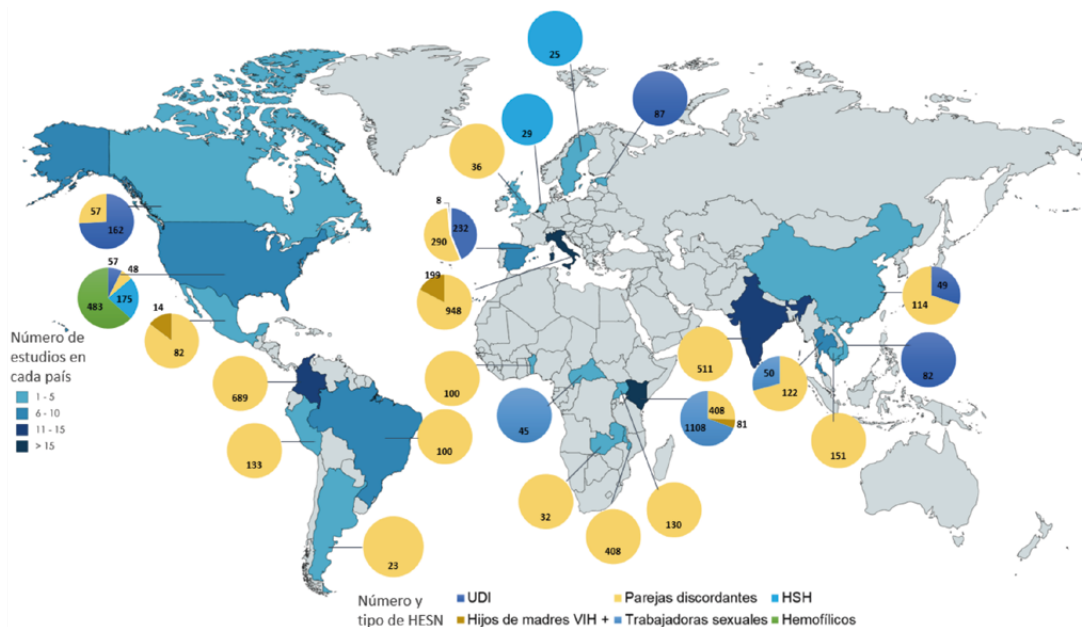 25
87
29
36
8
232
290
57
162
199
948
57
48
175
483
49
114
14
82
Número de
estudios en
cada país
1 - 5
6 - 10
11 - 15
> 15
689
100
511
50
122
82
45
408
1108
81
133
100
151
32
130
408
23
Número y
tipo de HESN
UDI
Parejas discordantes
HSH
Hijos de madres VIH +
Trabajadoras sexuales
Hemofílicos